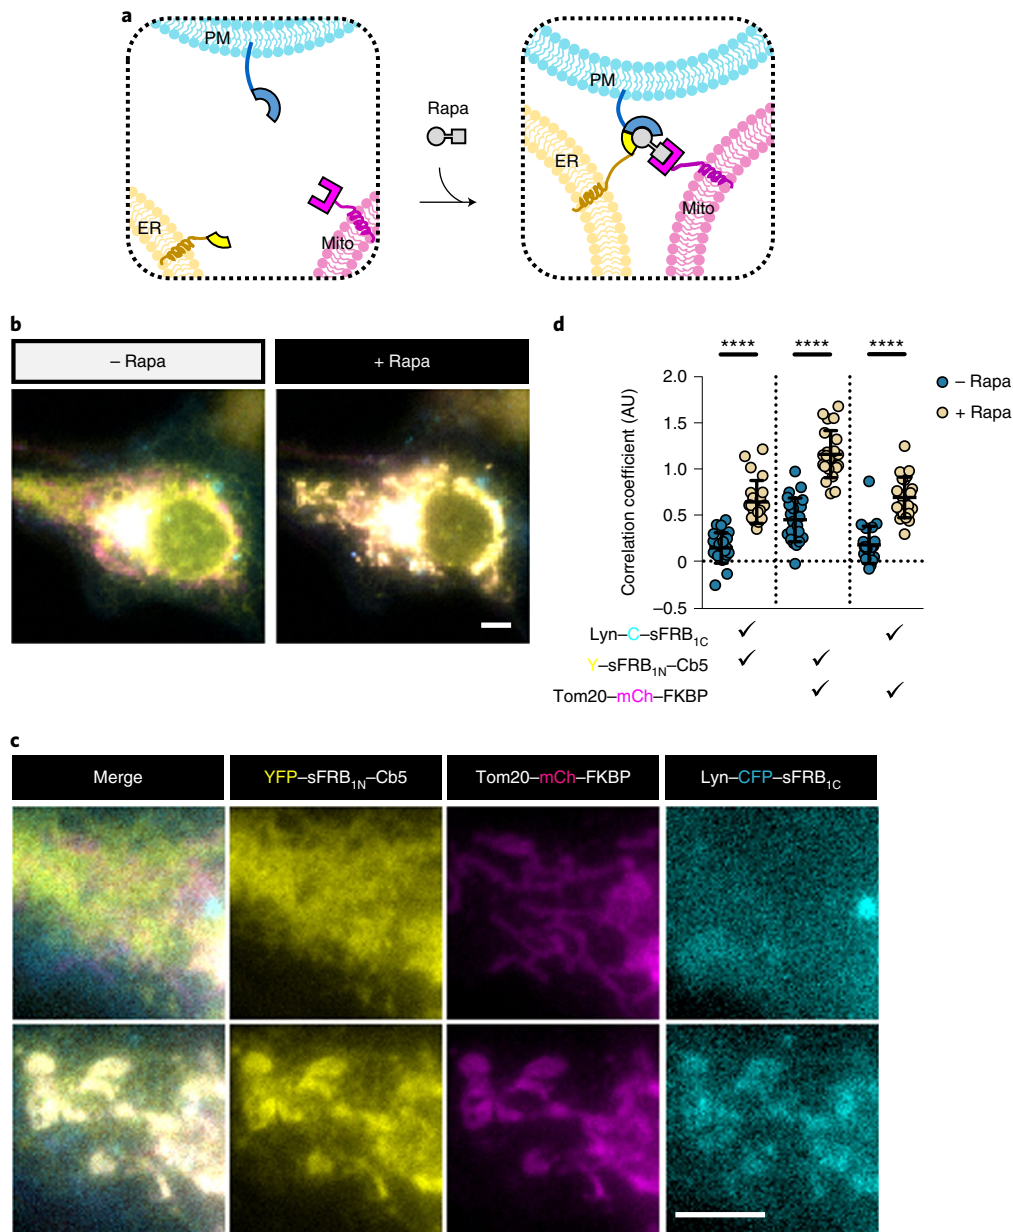 a
PM
ER
Mito
Rapa
PM
ER
Mito
b
– Rapa
+ Rapa
d
****
****
****
– Rapa
+ Rapa
Correlation coefficient (AU)
2.0
1.5
1.0
0.5
0
–0.5
Lyn–C–sFRB1C ✓ ✓
Y–sFRB1N–Cb5 ✓ ✓
Tom20–mCh–FKBP ✓ ✓
c
Merge
YFP–sFRB1N–Cb5
Tom20–mCh–FKBP
Lyn–CFP–sFRB1C